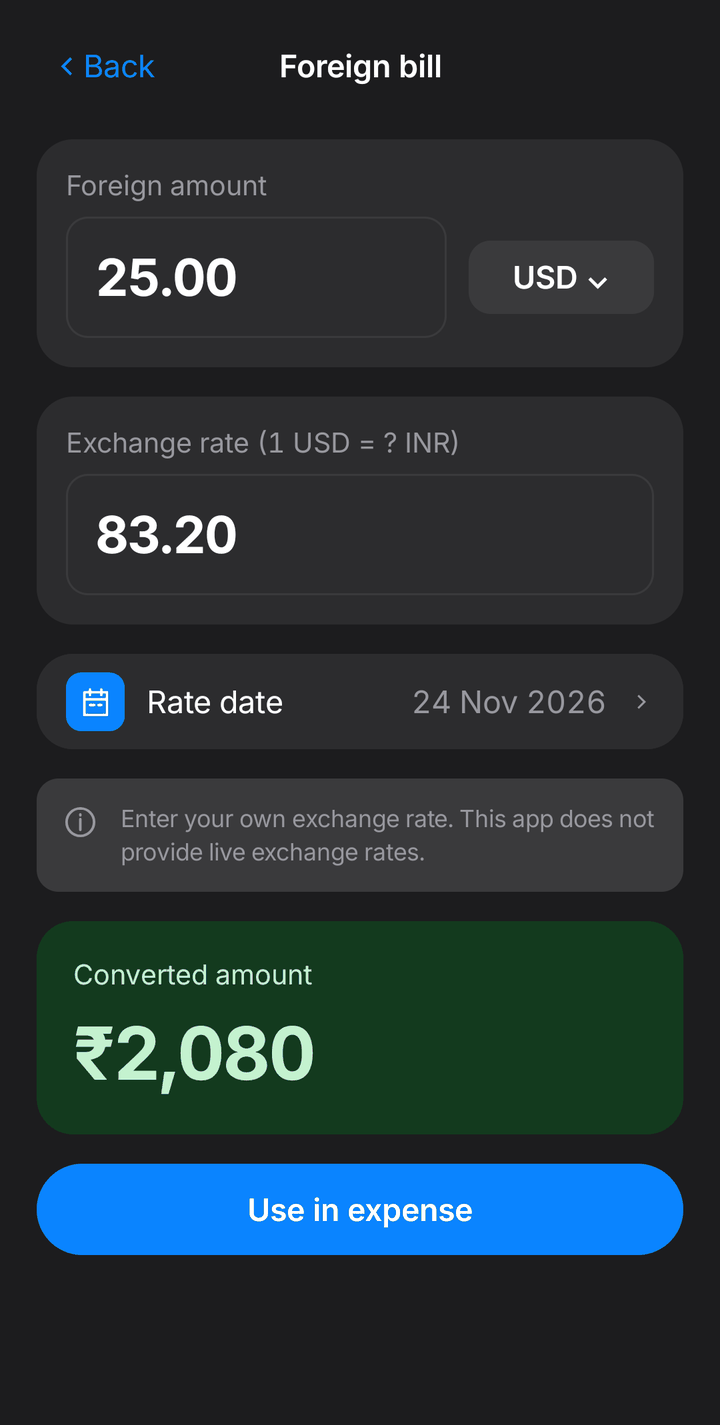 Back
Foreign bill
Foreign amount
25.00
USD
Exchange rate (1 USD = ? INR)
83.20
Rate date
24 Nov 2026
Enter your own exchange rate. This app does not
provide live exchange rates.
Converted amount
₹2,080
Use in expense